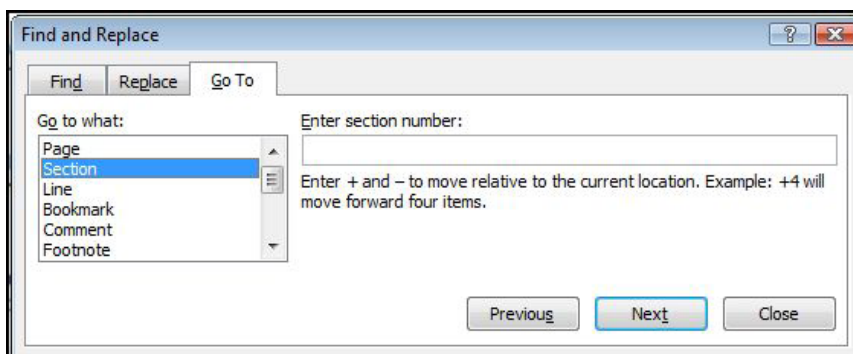 Find and Replace
Find Replace Go To
Go to what:
Page
Section
Line
Bookmark
Comment
Footnote
Enter section number:
Enter + and – to move relative to the current location. Example: +4 will
move forward four items.
Previous Next Close